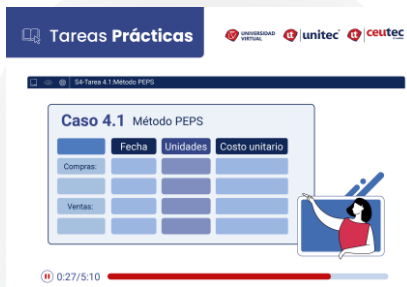 Tareas Prácticas
UNIVERSIDAD VIRTUAL
unitec
ceutec
S4-Tarea 4.1 Método PEPS
Caso 4.1 Método PEPS
Fecha Unidades Costo unitario
Compras:
Ventas:
0:27/5:10